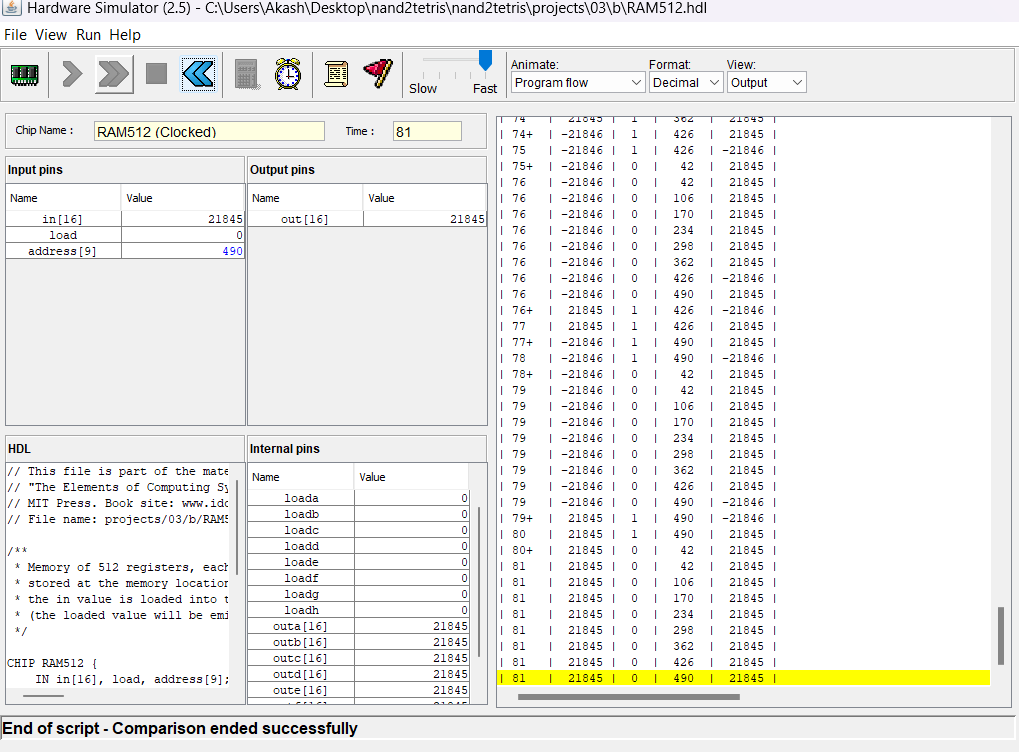 Hardware Simulator (2.5) - C:\Users\Akash\Desktop\nand2tetris\nand2tetris\projects\03\b\RAM512.hdl
File View Run Help
Slow Fast
Animate: Format: View:
Program flow Decimal Output
Chip Name : RAM512 (Clocked) Time : 81
Input pins
Name Value
in[16] 21845
load 0
address[9] 490
Output pins
Name Value
out[16] 21845
HDL
// This file is part of the mate
// "The Elements of Computing Sy
// MIT Press. Book site: www.idc
// File name: projects/03/b/RAM5
/**
* Memory of 512 registers, each
* stored at the memory location
* the in value is loaded into t
* (the loaded value will be emi
*/
CHIP RAM512 {
IN in[16], load, address[9];
Internal pins
Name Value
loada 0
loadb 0
loadc 0
loadd 0
loade 0
loadf 0
loadg 0
loadh 0
outa[16] 21845
outb[16] 21845
outc[16] 21845
outd[16] 21845
oute[16] 21845
| 74 | 21845 | 1 | 362 | 21845 |
| 74+ | -21846 | 1 | 426 | 21845 |
| 75 | -21846 | 1 | 426 | -21846 |
| 75+ | -21846 | 0 | 42 | 21845 |
| 76 | -21846 | 0 | 42 | 21845 |
| 76 | -21846 | 0 | 106 | 21845 |
| 76 | -21846 | 0 | 170 | 21845 |
| 76 | -21846 | 0 | 234 | 21845 |
| 76 | -21846 | 0 | 298 | 21845 |
| 76 | -21846 | 0 | 362 | 21845 |
| 76 | -21846 | 0 | 426 | -21846 |
| 76 | -21846 | 0 | 490 | 21845 |
| 76+ | 21845 | 1 | 426 | -21846 |
| 77 | 21845 | 1 | 426 | 21845 |
| 77+ | -21846 | 1 | 490 | 21845 |
| 78 | -21846 | 1 | 490 | -21846 |
| 78+ | -21846 | 0 | 42 | 21845 |
| 79 | -21846 | 0 | 42 | 21845 |
| 79 | -21846 | 0 | 106 | 21845 |
| 79 | -21846 | 0 | 170 | 21845 |
| 79 | -21846 | 0 | 234 | 21845 |
| 79 | -21846 | 0 | 298 | 21845 |
| 79 | -21846 | 0 | 362 | 21845 |
| 79 | -21846 | 0 | 426 | 21845 |
| 79 | -21846 | 0 | 490 | -21846 |
| 79+ | 21845 | 1 | 490 | -21846 |
| 80 | 21845 | 1 | 490 | 21845 |
| 80+ | 21845 | 0 | 42 | 21845 |
| 81 | 21845 | 0 | 42 | 21845 |
| 81 | 21845 | 0 | 106 | 21845 |
| 81 | 21845 | 0 | 170 | 21845 |
| 81 | 21845 | 0 | 234 | 21845 |
| 81 | 21845 | 0 | 298 | 21845 |
| 81 | 21845 | 0 | 362 | 21845 |
| 81 | 21845 | 0 | 426 | 21845 |
| 81 | 21845 | 0 | 490 | 21845 |
End of script - Comparison ended successfully